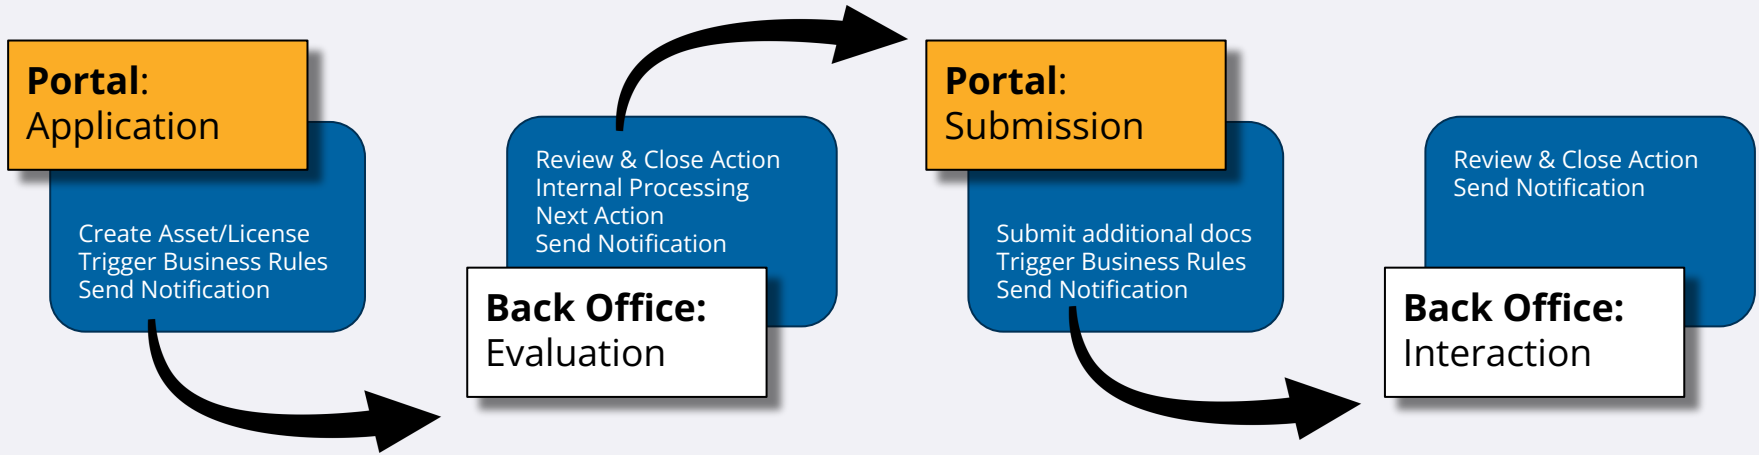 Portal:
Application
Create Asset/License
Trigger Business Rules
Send Notification
Review & Close Action
Internal Processing
Next Action
Send Notification
Back Office:
Evaluation
Portal:
Submission
Submit additional docs
Trigger Business Rules
Send Notification
Review & Close Action
Send Notification
Back Office:
Interaction